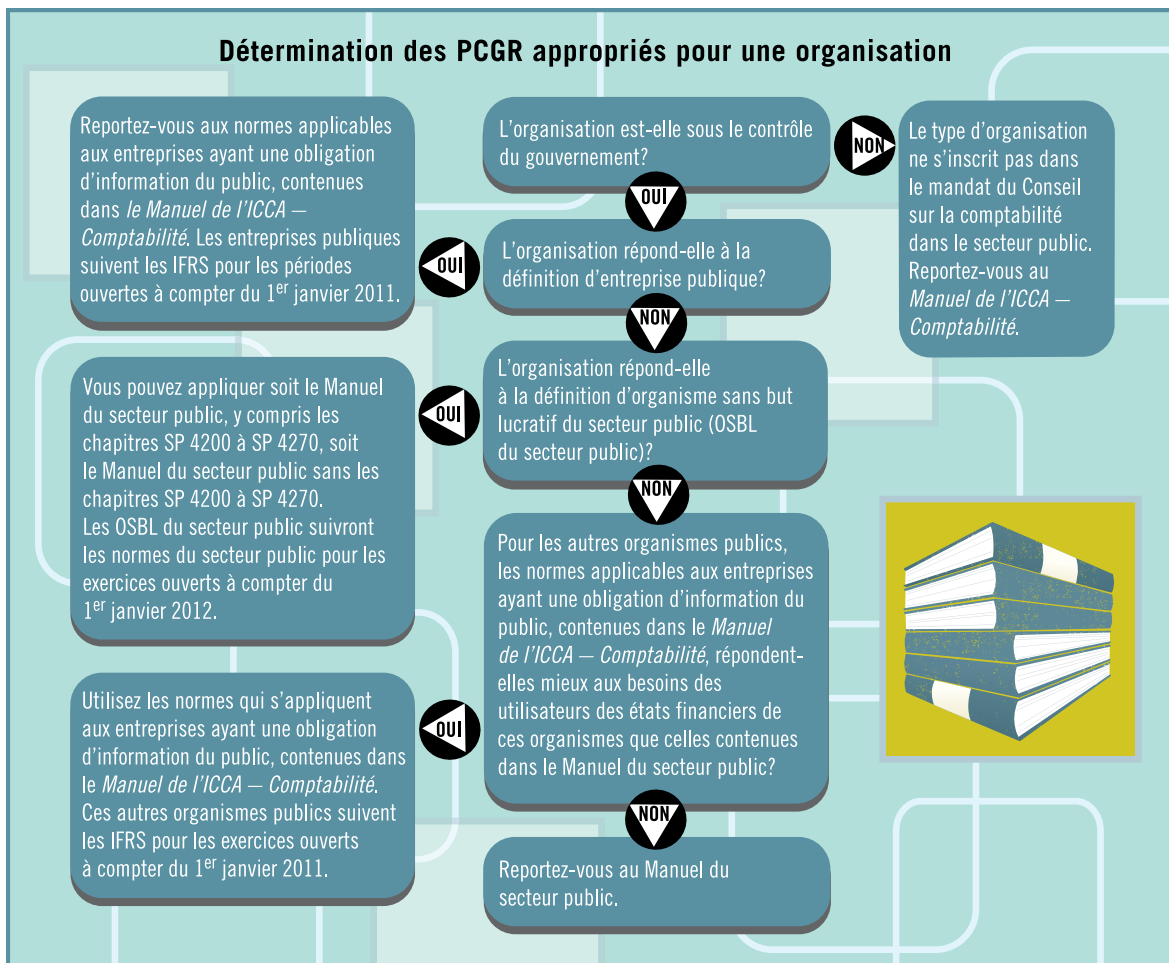 Détermination des PCGR appropriés pour une organisation
L'organisation est-elle sous le contrôle
du gouvernement?
NON
Le type d'organisation
ne s'inscrit pas dans
le mandat du Conseil
sur la comptabilité
dans le secteur public.
Reportez-vous au
Manuel de l'ICCA –
Comptabilité.
OUI
L'organisation répond-elle à la
définition d'entreprise publique?
OUI
Reportez-vous aux normes applicables
aux entreprises ayant une obligation
d'information du public, contenues
dans le Manuel de l'ICCA –
Comptabilité. Les entreprises publiques
suivent les IFRS pour les périodes
ouvertes à compter du 1er janvier 2011.
NON
L'organisation répond-elle
à la définition d'organisme sans but
lucratif du secteur public (OSBL
du secteur public)?
OUI
Vous pouvez appliquer soit le Manuel
du secteur public, y compris les
chapitres SP 4200 à SP 4270, soit
le Manuel du secteur public sans les
chapitres SP 4200 à SP 4270.
Les OSBL du secteur public suivront
les normes du secteur public pour les
exercices ouverts à compter du
1er janvier 2012.
NON
Pour les autres organismes publics,
les normes applicables aux entreprises
ayant une obligation d'information du
public, contenues dans le Manuel
de l'ICCA – Comptabilité, répondent-
elles mieux aux besoins des
utilisateurs des états financiers de
ces organismes que celles contenues
dans le Manuel du secteur public?
OUI
Utilisez les normes qui s'appliquent
aux entreprises ayant une obligation
d'information du public, contenues dans
le Manuel de l'ICCA – Comptabilité.
Ces autres organismes publics suivent
les IFRS pour les exercices ouverts
à compter du 1er janvier 2011.
NON
Reportez-vous au Manuel du
secteur public.